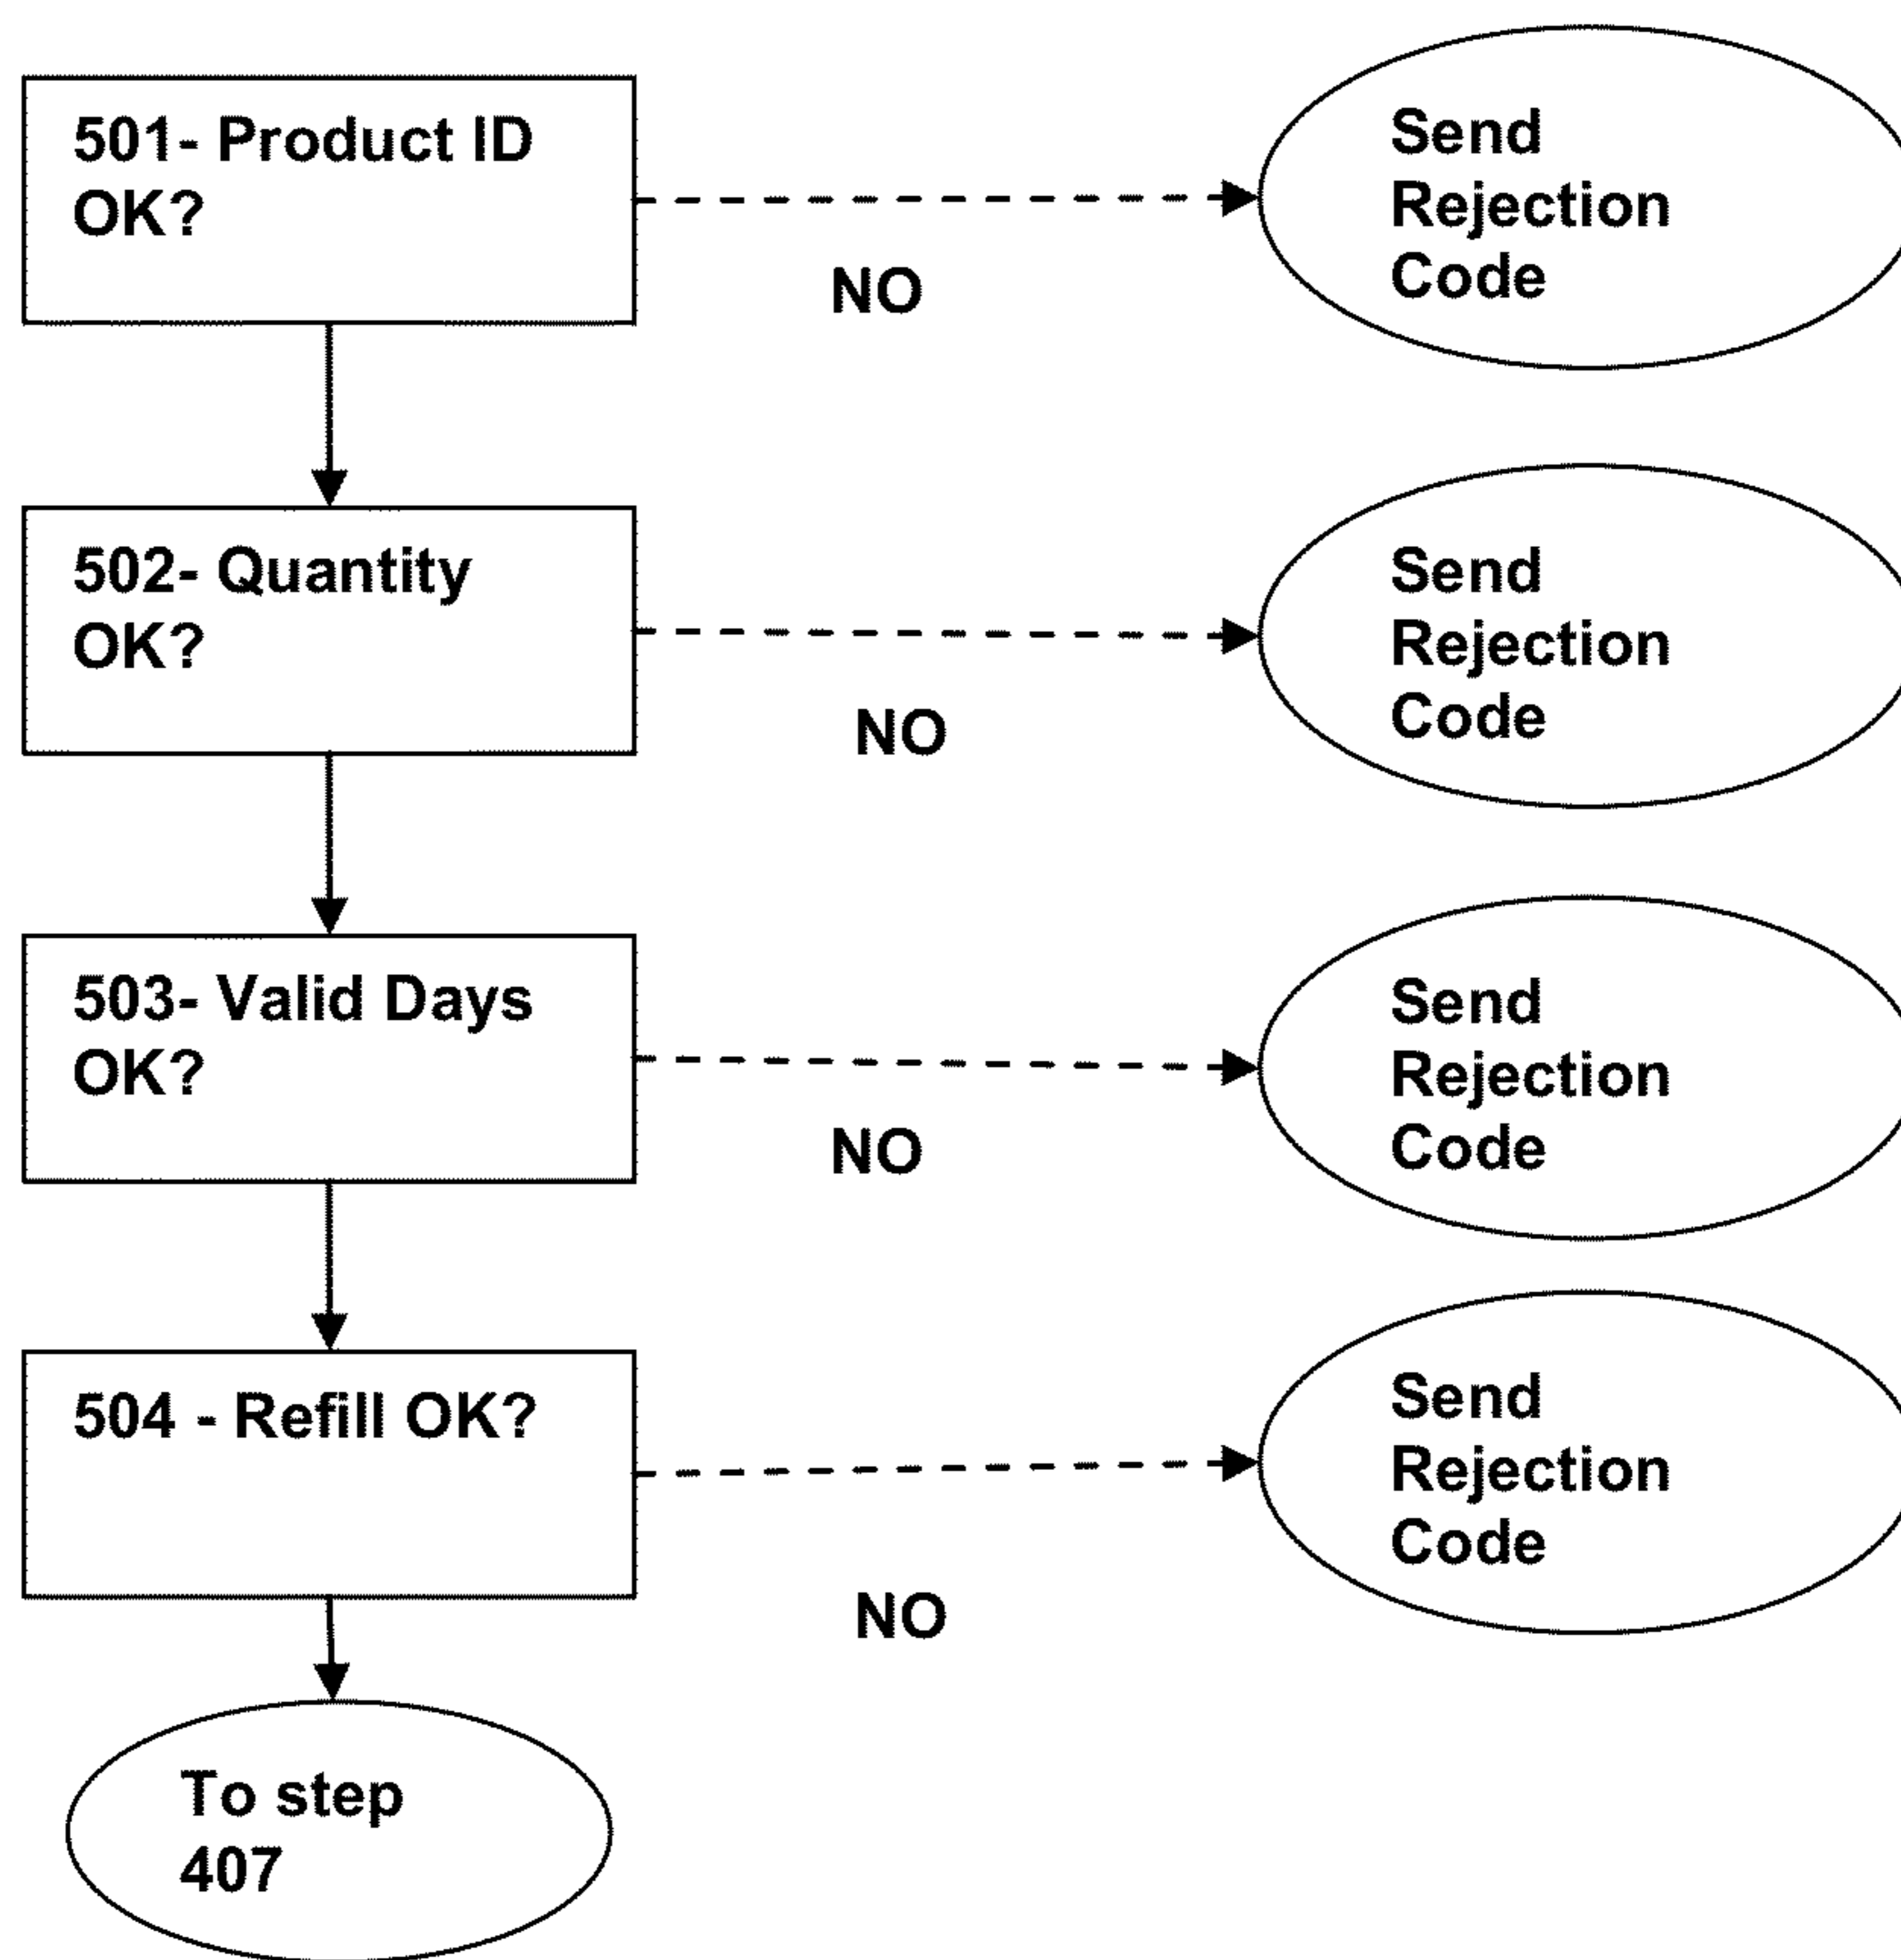 501- Product ID
OK?
Send
Rejection
Code
NO
502- Quantity
OK?
Send
Rejection
Code
NO
503- Valid Days
OK?
Send
Rejection
Code
NO
504 - Refill OK?
Send
Rejection
Code
NO
To step
407